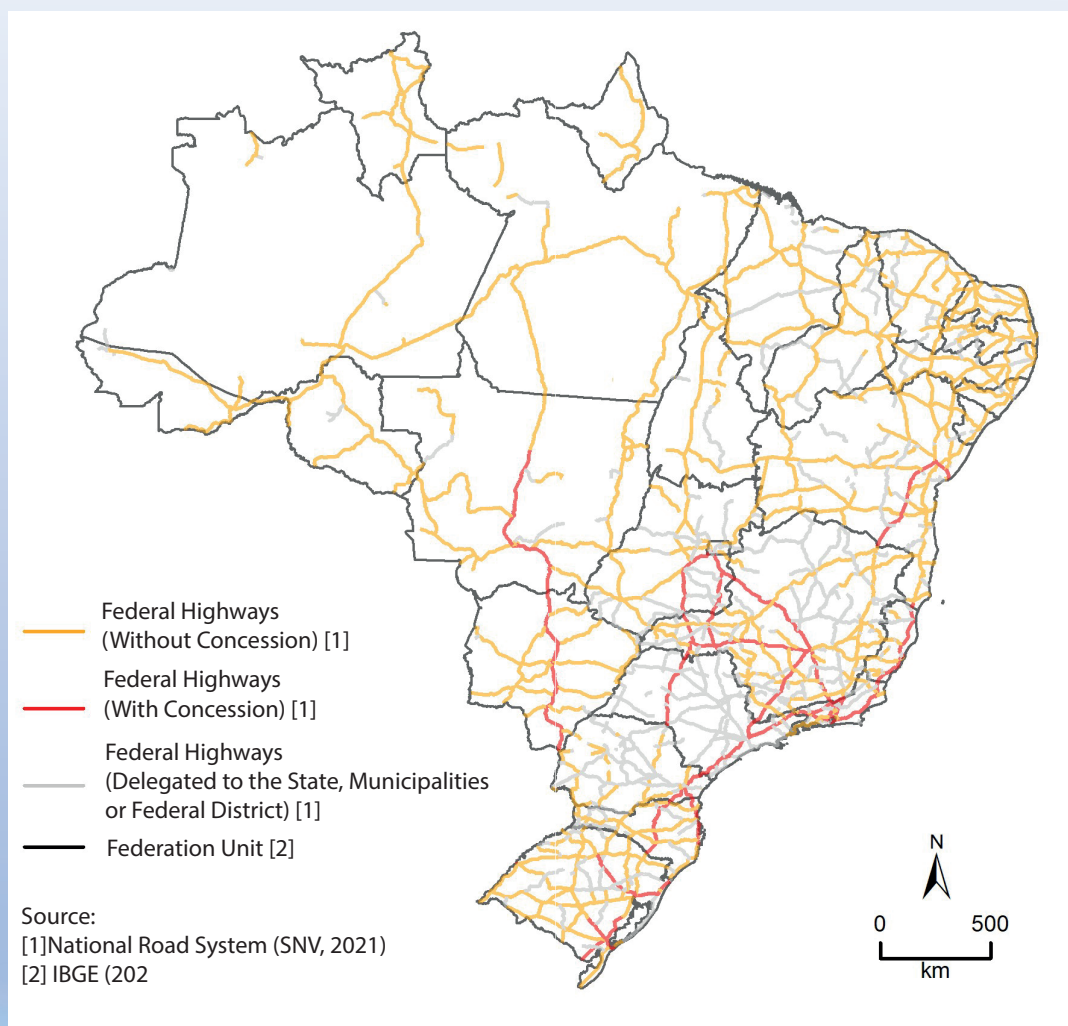 Federal Highways
(Without Concession) [1]
Federal Highways
(With Concession) [1]
Federal Highways
(Delegated to the State, Municipalities
or Federal District) [1]
Federation Unit [2]
Source:
[1]National Road System (SNV, 2021)
[2] IBGE (202
N
0 500
km